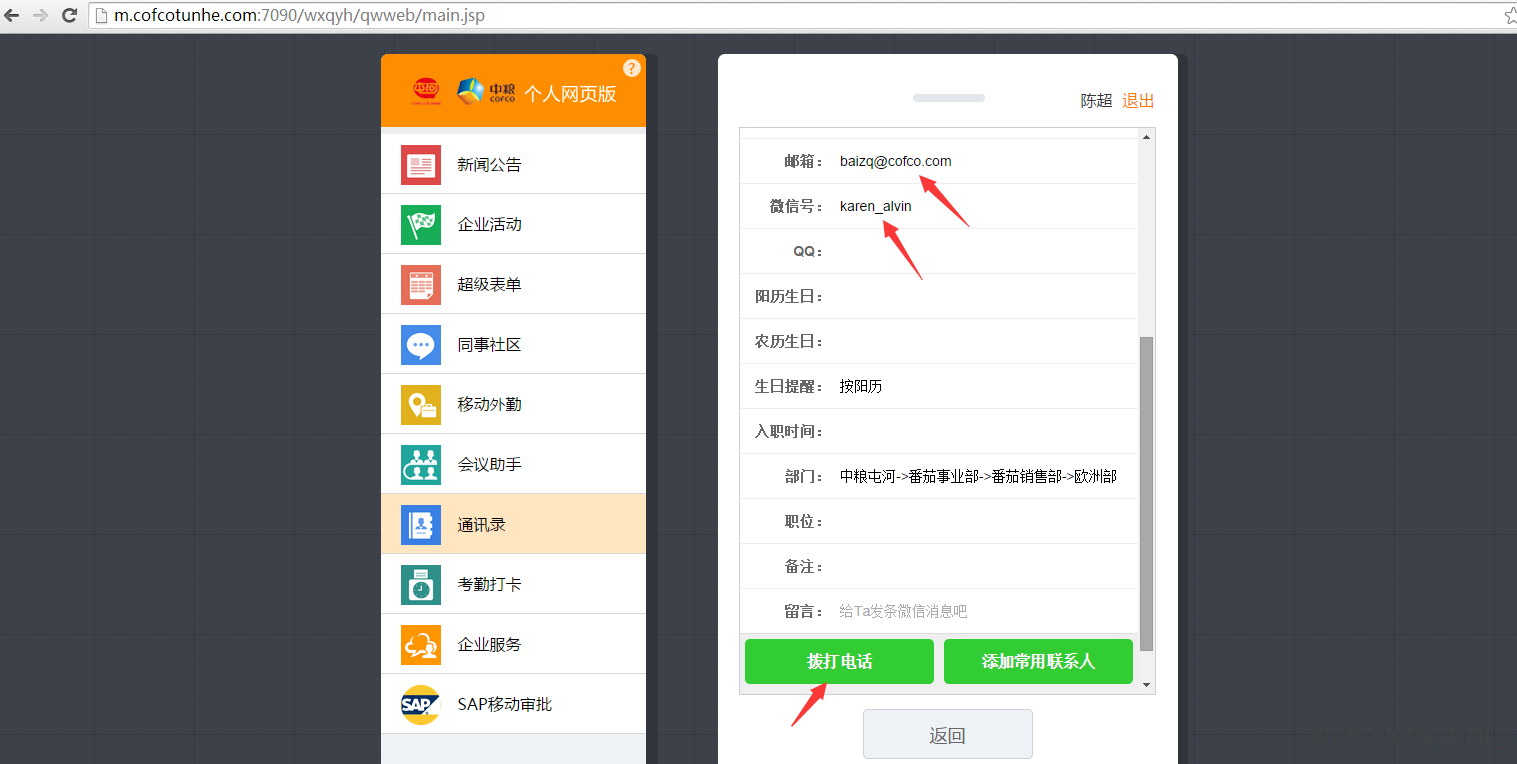 m.cofcotunhe.com:7090/wxqyh/qwweb/main.jsp
中粮
COFCO
个人网页版
?
新闻公告
企业活动
超级表单
同事社区
移动外勤
会议助手
通讯录
考勤打卡
企业服务
SAP
SAP移动审批
陈超 退出
邮箱： baizq@cofco.com
微信号： karen_alvin
QQ：
阳历生日：
农历生日：
生日提醒： 按阳历
入职时间：
部门： 中粮屯河->番茄事业部->番茄销售部->欧洲部
职位：
备注：
留言： 给Ta发条微信消息吧
拨打电话 添加常用联系人
返回